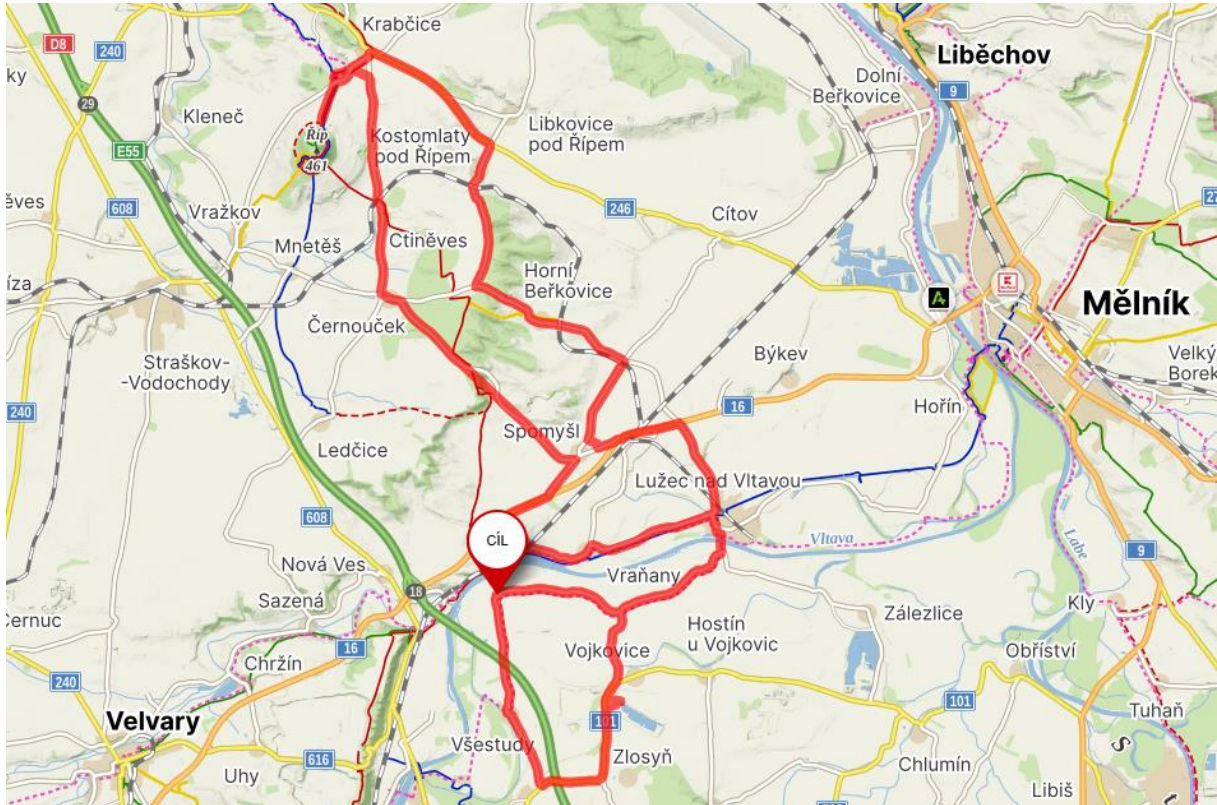 Krabčice
D8
240
Liběchov
Dolní
Beřkovice
9
29
Kleneč
Říp
461
Kostomlaty
pod Řípem
Libkovice
pod Řípem
E55
608
Vražkov
Mnetěš
Ctiněves
246
Cítov
Horní
Beřkovice
Mělník
Černouček
Straškov-
-Vodochody
Býkev
Velký
Borek
240
Hořín
16
Ledčice
Spomyšl
Lužec nad Vltavou
608
CÍL
Vltava
Labe
Nová Ves
18
Vraňany
9
Sazená
Kly
Zálezlice
Hostín
u Vojkovic
16
Vojkovice
Obříství
Chržín
240
101
101
Velvary
Tuhaň
Všestudy
Zlosyň
616
Uhy
Chlumín
Libiš